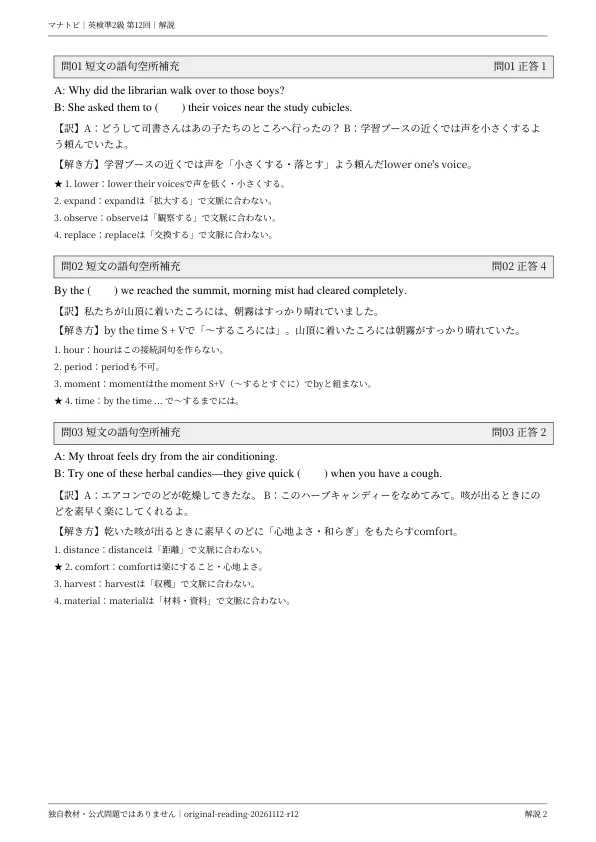 マナトビ｜英検準2級 第12回｜解説
問01 短文の語句空所補充 問01 正答 1
A: Why did the librarian walk over to those boys?
B: She asked them to (　　) their voices near the study cubicles.
【訳】A：どうして司書さんはあの子たちのところへ行ったの？ B：学習ブースの近くでは声を小さくするよ
う頼んでいたよ。
【解き方】学習ブースの近くでは声を「小さくする・落とす」よう頼んだlower one's voice。
★ 1. lower：lower their voicesで声を低く・小さくする。
2. expand：expandは「拡大する」で文脈に合わない。
3. observe：observeは「観察する」で文脈に合わない。
4. replace：replaceは「交換する」で文脈に合わない。
問02 短文の語句空所補充 問02 正答 4
By the (　　) we reached the summit, morning mist had cleared completely.
【訳】私たちが山頂に着いたころには、朝霧はすっかり晴れていました。
【解き方】by the time S + Vで「〜するころには」。山頂に着いたころには朝霧がすっかり晴れていた。
1. hour：hourはこの接続詞句を作らない。
2. period：periodも不可。
3. moment：momentはthe moment S+V（〜するとすぐに）でbyと組まない。
★ 4. time：by the time ... で〜するまでには。
問03 短文の語句空所補充 問03 正答 2
A: My throat feels dry from the air conditioning.
B: Try one of these herbal candies—they give quick (　　) when you have a cough.
【訳】A：エアコンでのどが乾燥してきたな。 B：このハーブキャンディーをなめてみて。咳が出るときにの
どを素早く楽にしてくれるよ。
【解き方】乾いた咳が出るときに素早くのどに「心地よさ・和らぎ」をもたらすcomfort。
1. distance：distanceは「距離」で文脈に合わない。
★ 2. comfort：comfortは楽にすること・心地よさ。
3. harvest：harvestは「収穫」で文脈に合わない。
4. material：materialは「材料・資料」で文脈に合わない。
独自教材・公式問題ではありません｜original-reading-20261112-r12 解説 2